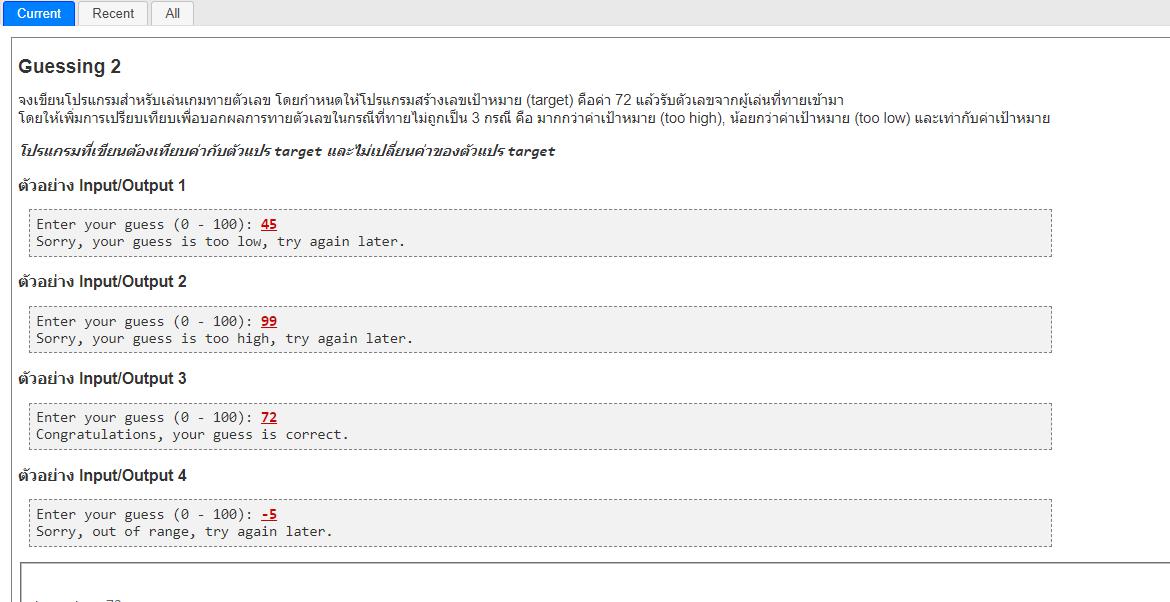 Current Recent All
Guessing 2
จงเขียนโปรแกรมสำหรับเล่นเกมทายตัวเลข โดยกำหนดให้โปรแกรมสร้างเลขเป้าหมาย (target) คือค่า 72 แล้วรับตัวเลขจากผู้เล่นที่ทายเข้ามา
โดยให้เพิ่มการเปรียบเทียบเพื่อบอกผลการทายตัวเลขในกรณีที่ทายไม่ถูกเป็น 3 กรณี คือ มากกว่าค่าเป้าหมาย (too high), น้อยกว่าค่าเป้าหมาย (too low) และเท่ากับค่าเป้าหมาย
โปรแกรมที่เขียนต้องเทียบค่ากับตัวแปร target และไม่เปลี่ยนค่าของตัวแปร target
ตัวอย่าง Input/Output 1
Enter your guess (0 - 100): 45
Sorry, your guess is too low, try again later.
ตัวอย่าง Input/Output 2
Enter your guess (0 - 100): 99
Sorry, your guess is too high, try again later.
ตัวอย่าง Input/Output 3
Enter your guess (0 - 100): 72
Congratulations, your guess is correct.
ตัวอย่าง Input/Output 4
Enter your guess (0 - 100): -5
Sorry, out of range, try again later.